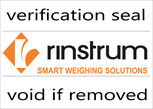 verification seal
rinstrum
SMART WEIGHING SOLUTIONS
void if removed